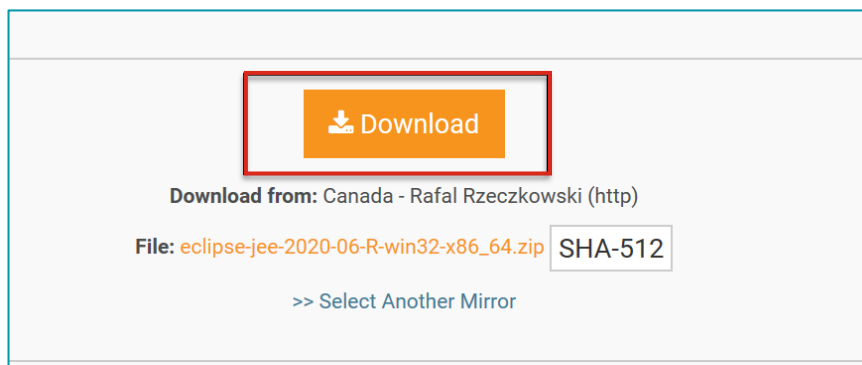 Download
Download from: Canada - Rafal Rzeczkowski (http)
File: eclipse-jee-2020-06-R-win32-x86_64.zip SHA-512
>> Select Another Mirror